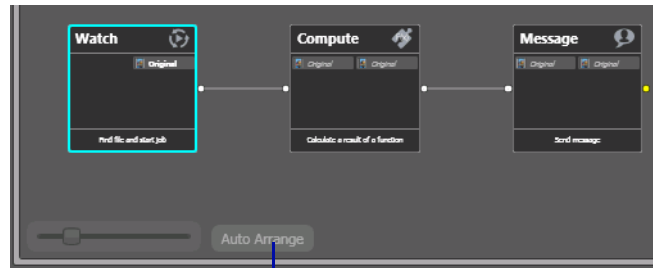 Watch
Compute
Message
Original
Original
Original
Original
Original
Find file and start job
Calculate a result of a function
Send message
Auto Arrange